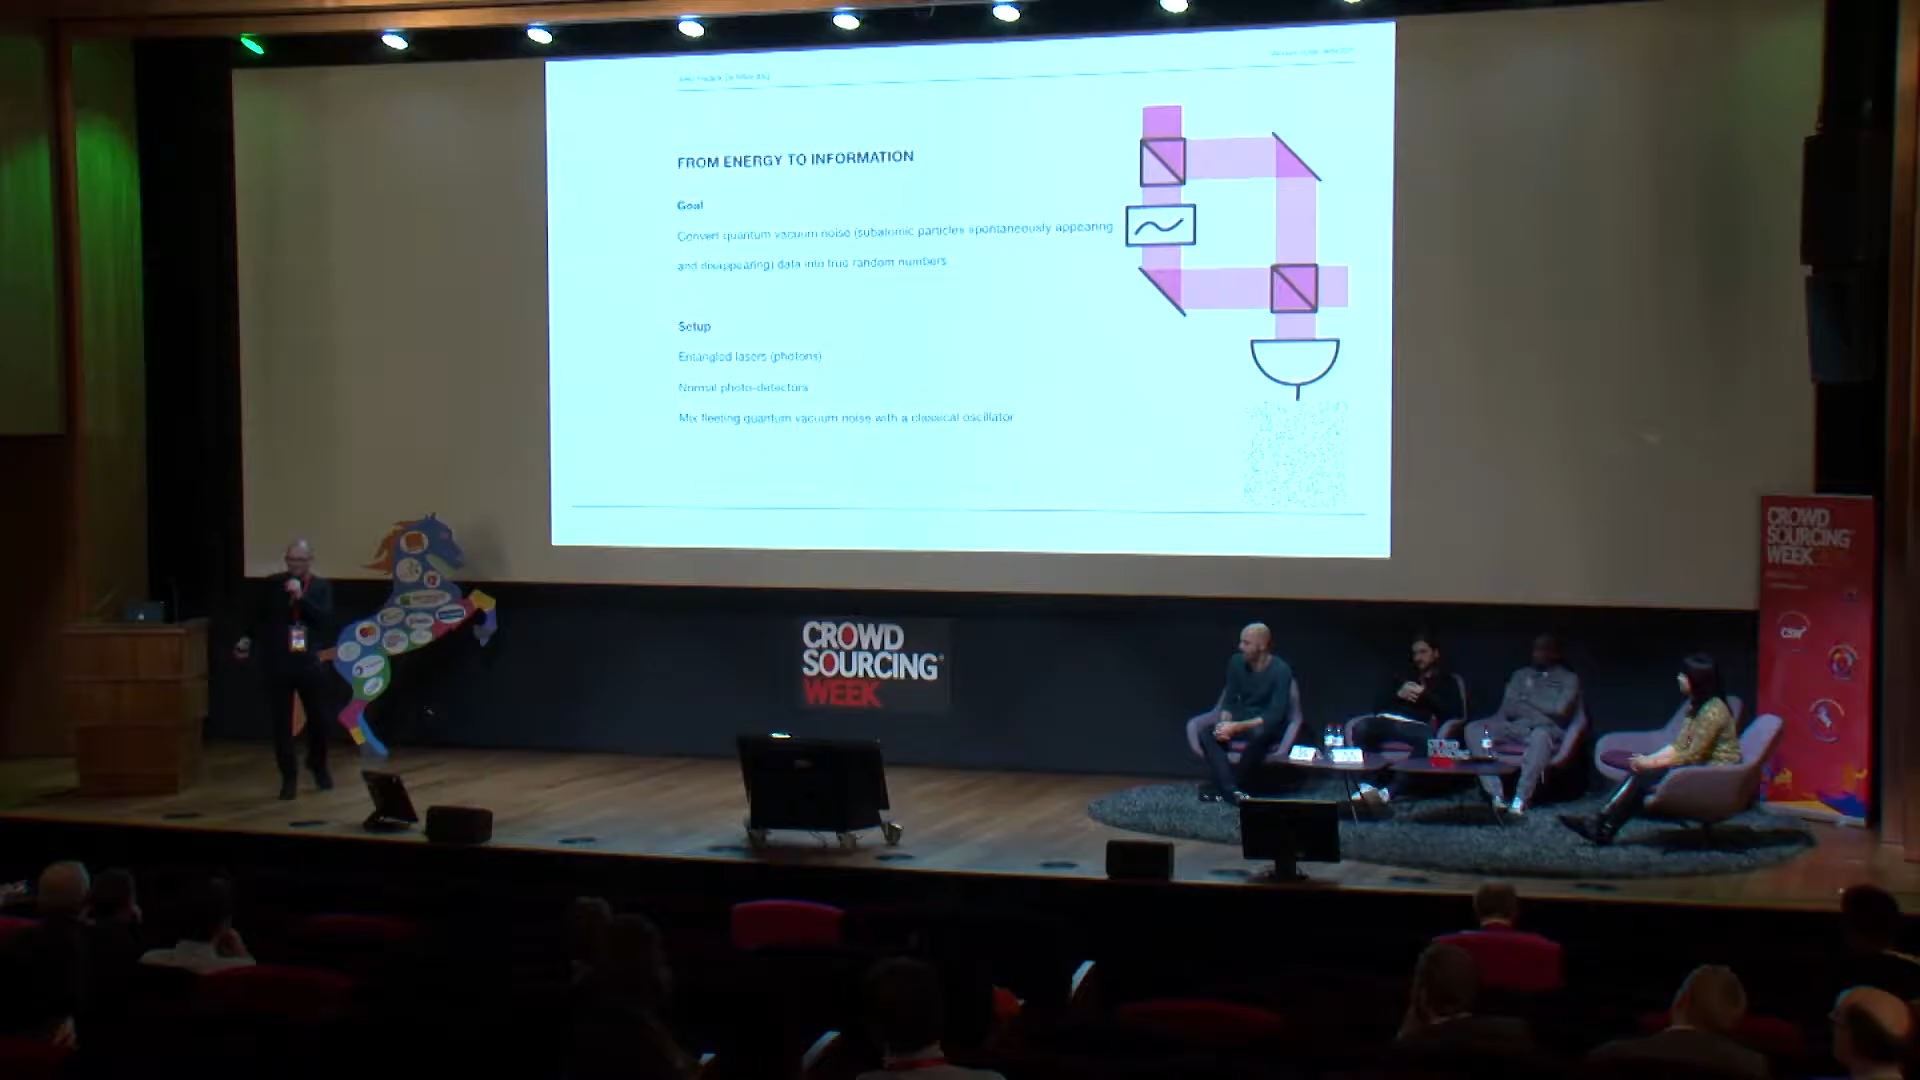 FROM ENERGY TO INFORMATION
Goal
Convert quantum vacuum noise (subatomic particles spontaneously appearing
and disappearing) data into true random numbers
Setup
Entangled lasers (photons)
Normal photo-detectors
Mix fleeting quantum vacuum noise with a classical oscillator
CROWD
SOURCING
WEEK
CROWD
SOURCING
WEEK
CSW